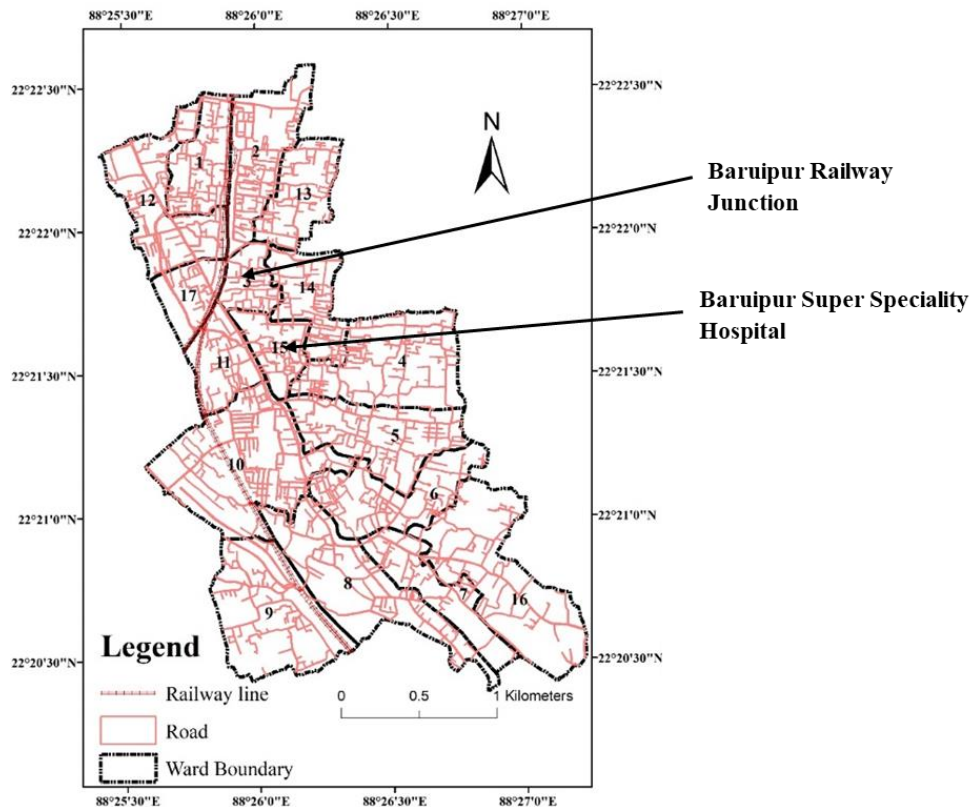 88°25'30"E 88°26'0"E 88°26'30"E 88°27'0"E
22°22'30"N 22°22'30"N
N
1 2
Baruipur Railway
Junction
12 13
22°22'0"N 22°22'0"N
3
17 14
Baruipur Super Speciality
Hospital
15
11 4
22°21'30"N 22°21'30"N
5
10
6
22°21'0"N 22°21'0"N
8
7 16
9
Legend
22°20'30"N 22°20'30"N
Railway line
0 0.5 1 Kilometers
Road
Ward Boundary
88°25'30"E 88°26'0"E 88°26'30"E 88°27'0"E